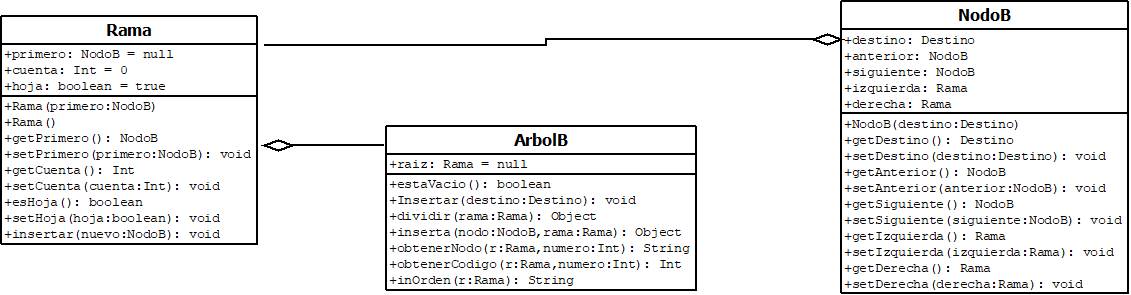 Rama
+primero: NodoB = null
+cuenta: Int = 0
+hoja: boolean = true
+Rama(primero:NodoB)
+Rama()
+getPrimero(): NodoB
+setPrimero(primero:NodoB): void
+getCuenta(): Int
+setCuenta(cuenta:Int): void
+esHoja(): boolean
+setHoja(hoja:boolean): void
+insertar(nuevo:NodoB): void
ArbolB
+raiz: Rama = null
+estaVacio(): boolean
+Insertar(destino:Destino): void
+dividir(rama:Rama): Object
+inserta(nodo:NodoB,rama:Rama): Object
+obtenerNodo(r:Rama,numero:Int): String
+obtenerCodigo(r:Rama,numero:Int): Int
+inOrden(r:Rama): String
NodoB
+destino: Destino
+anterior: NodoB
+siguiente: NodoB
+izquierda: Rama
+derecha: Rama
+NodoB(destino:Destino)
+getDestino(): Destino
+setDestino(destino:Destino): void
+getAnterior(): NodoB
+setAnterior(anterior:NodoB): void
+getSiguiente(): NodoB
+setSiguiente(siguiente:NodoB): void
+getIzquierda(): Rama
+setIzquierda(izquierda:Rama): void
+getDerecha(): Rama
+setDerecha(derecha:Rama): void